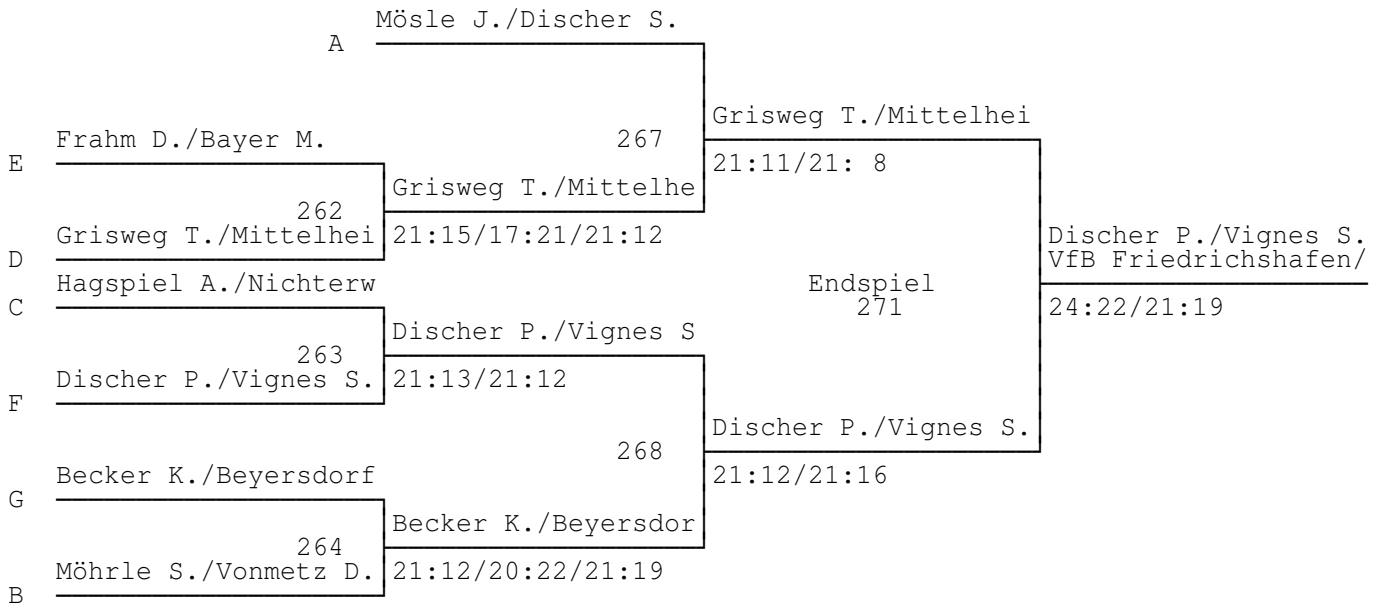 Mösle J./Discher S.
A
Grisweg T./Mittelhei
Frahm D./Bayer M.
267
E
21:11/21: 8
Grisweg T./Mittelhe
262
Grisweg T./Mittelhei
21:15/17:21/21:12
Discher P./Vignes S.
D
VfB Friedrichshafen/
Hagspiel A./Nichterw
Endspiel
C
271
24:22/21:19
Discher P./Vignes S
263
Discher P./Vignes S.
21:13/21:12
F
Discher P./Vignes S.
268
Becker K./Beyersdorf
21:12/21:16
G
Becker K./Beyersdor
264
Möhrle S./Vonmetz D.
21:12/20:22/21:19
B